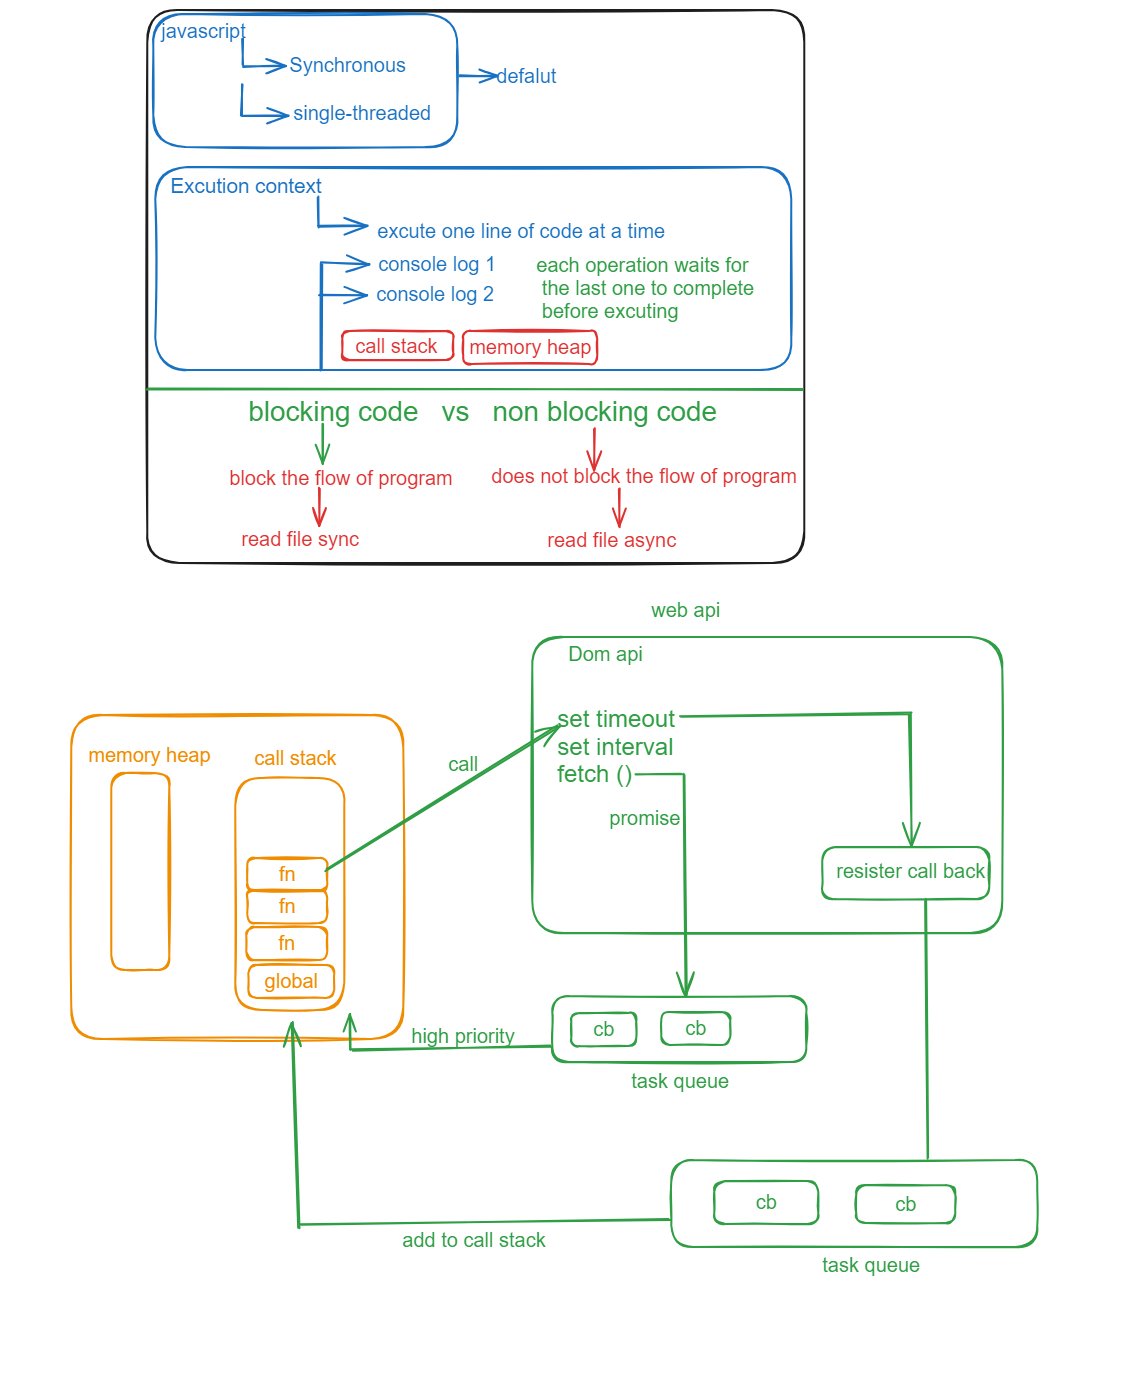 javascript
Synchronous
defalut
single-threaded
Excution context
excute one line of code at a time
console log 1
console log 2
each operation waits for
the last one to complete
before excuting
call stack
memory heap
blocking code vs non blocking code
block the flow of program
does not block the flow of program
read file sync
read file async
web api
Dom api
set timeout
set interval
fetch ()
promise
resister call back
memory heap
call stack
call
fn
fn
fn
global
high priority
cb
cb
task queue
cb
cb
add to call stack
task queue